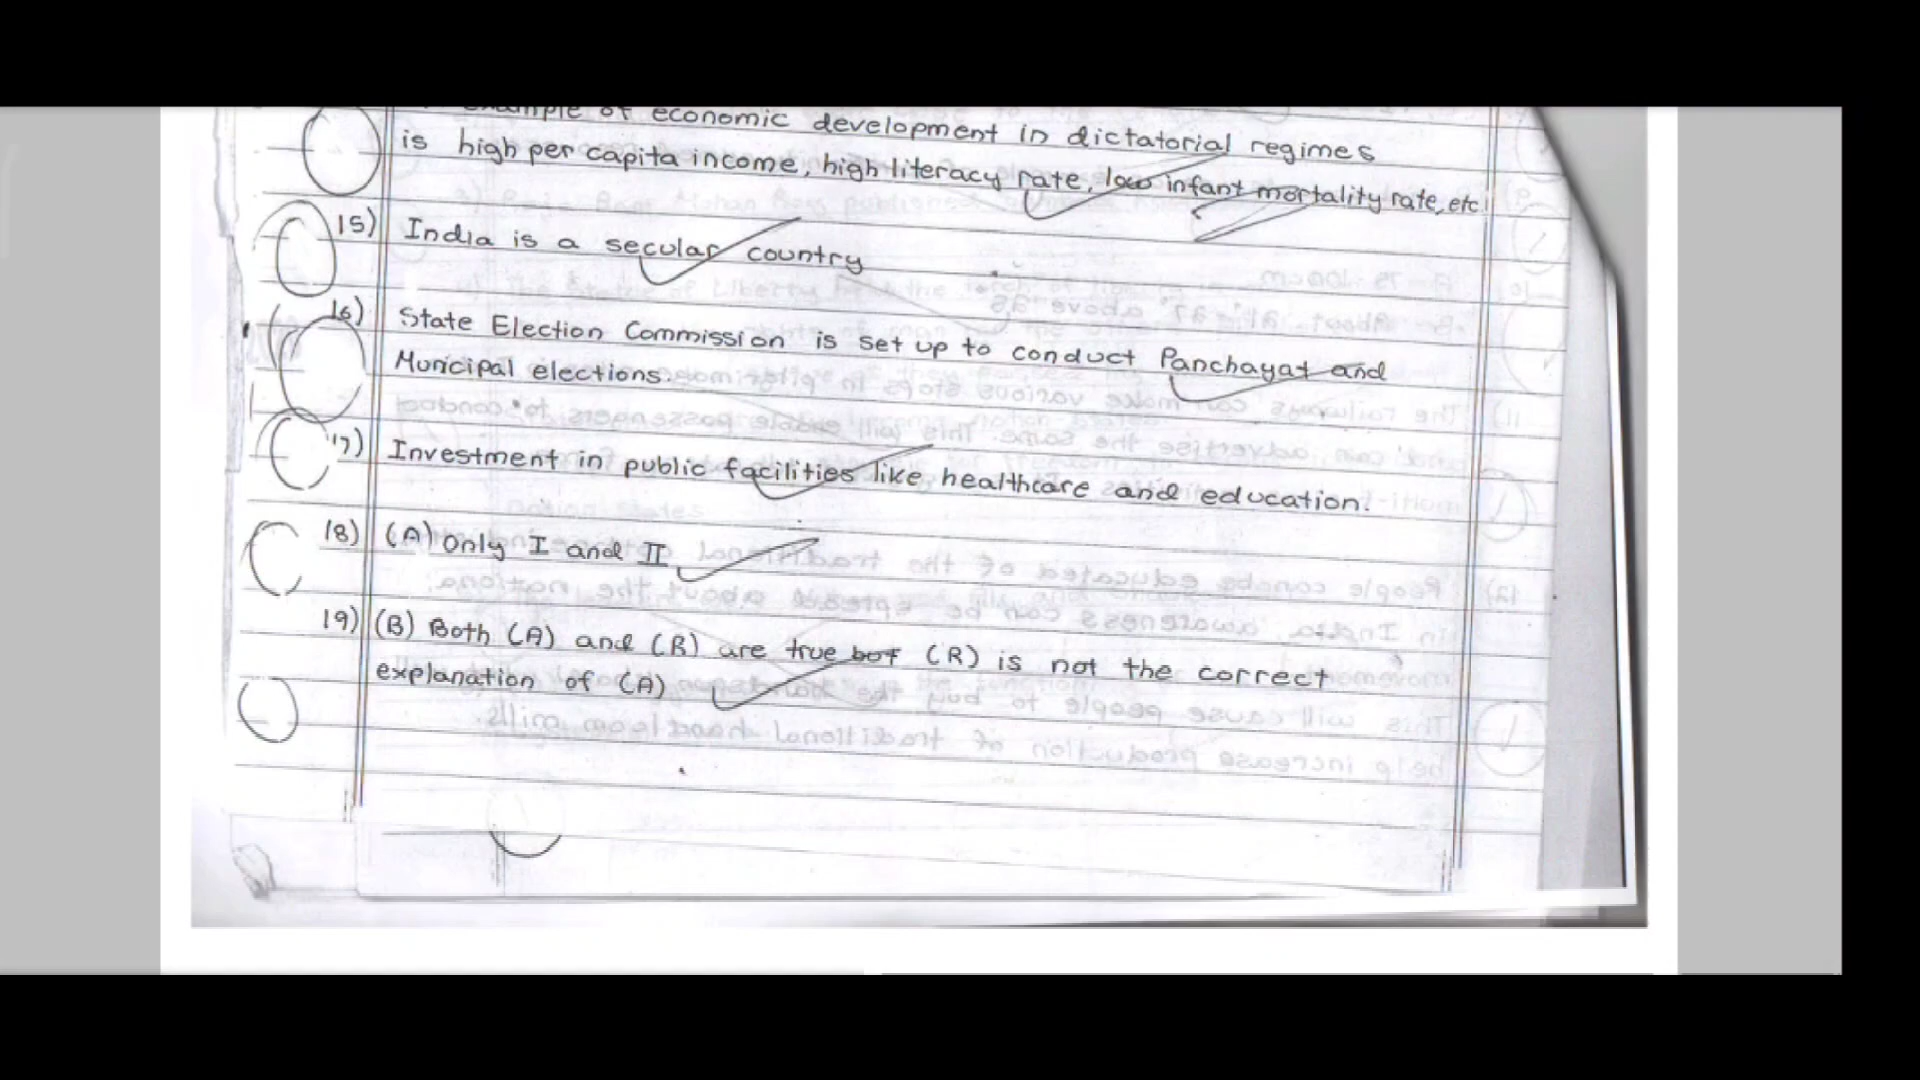 example of economic development in dictatorial regimes
is high per capita income, high literacy rate, low infant mortality rate, etc.
15) India is a secular country
16) State Election Commission is set up to conduct Panchayat and
Municipal elections.
17) Investment in public facilities like healthcare and education.
18) (A) Only I and II
19) (B) Both (A) and (R) are true bot (R) is not the correct
explanation of (A)